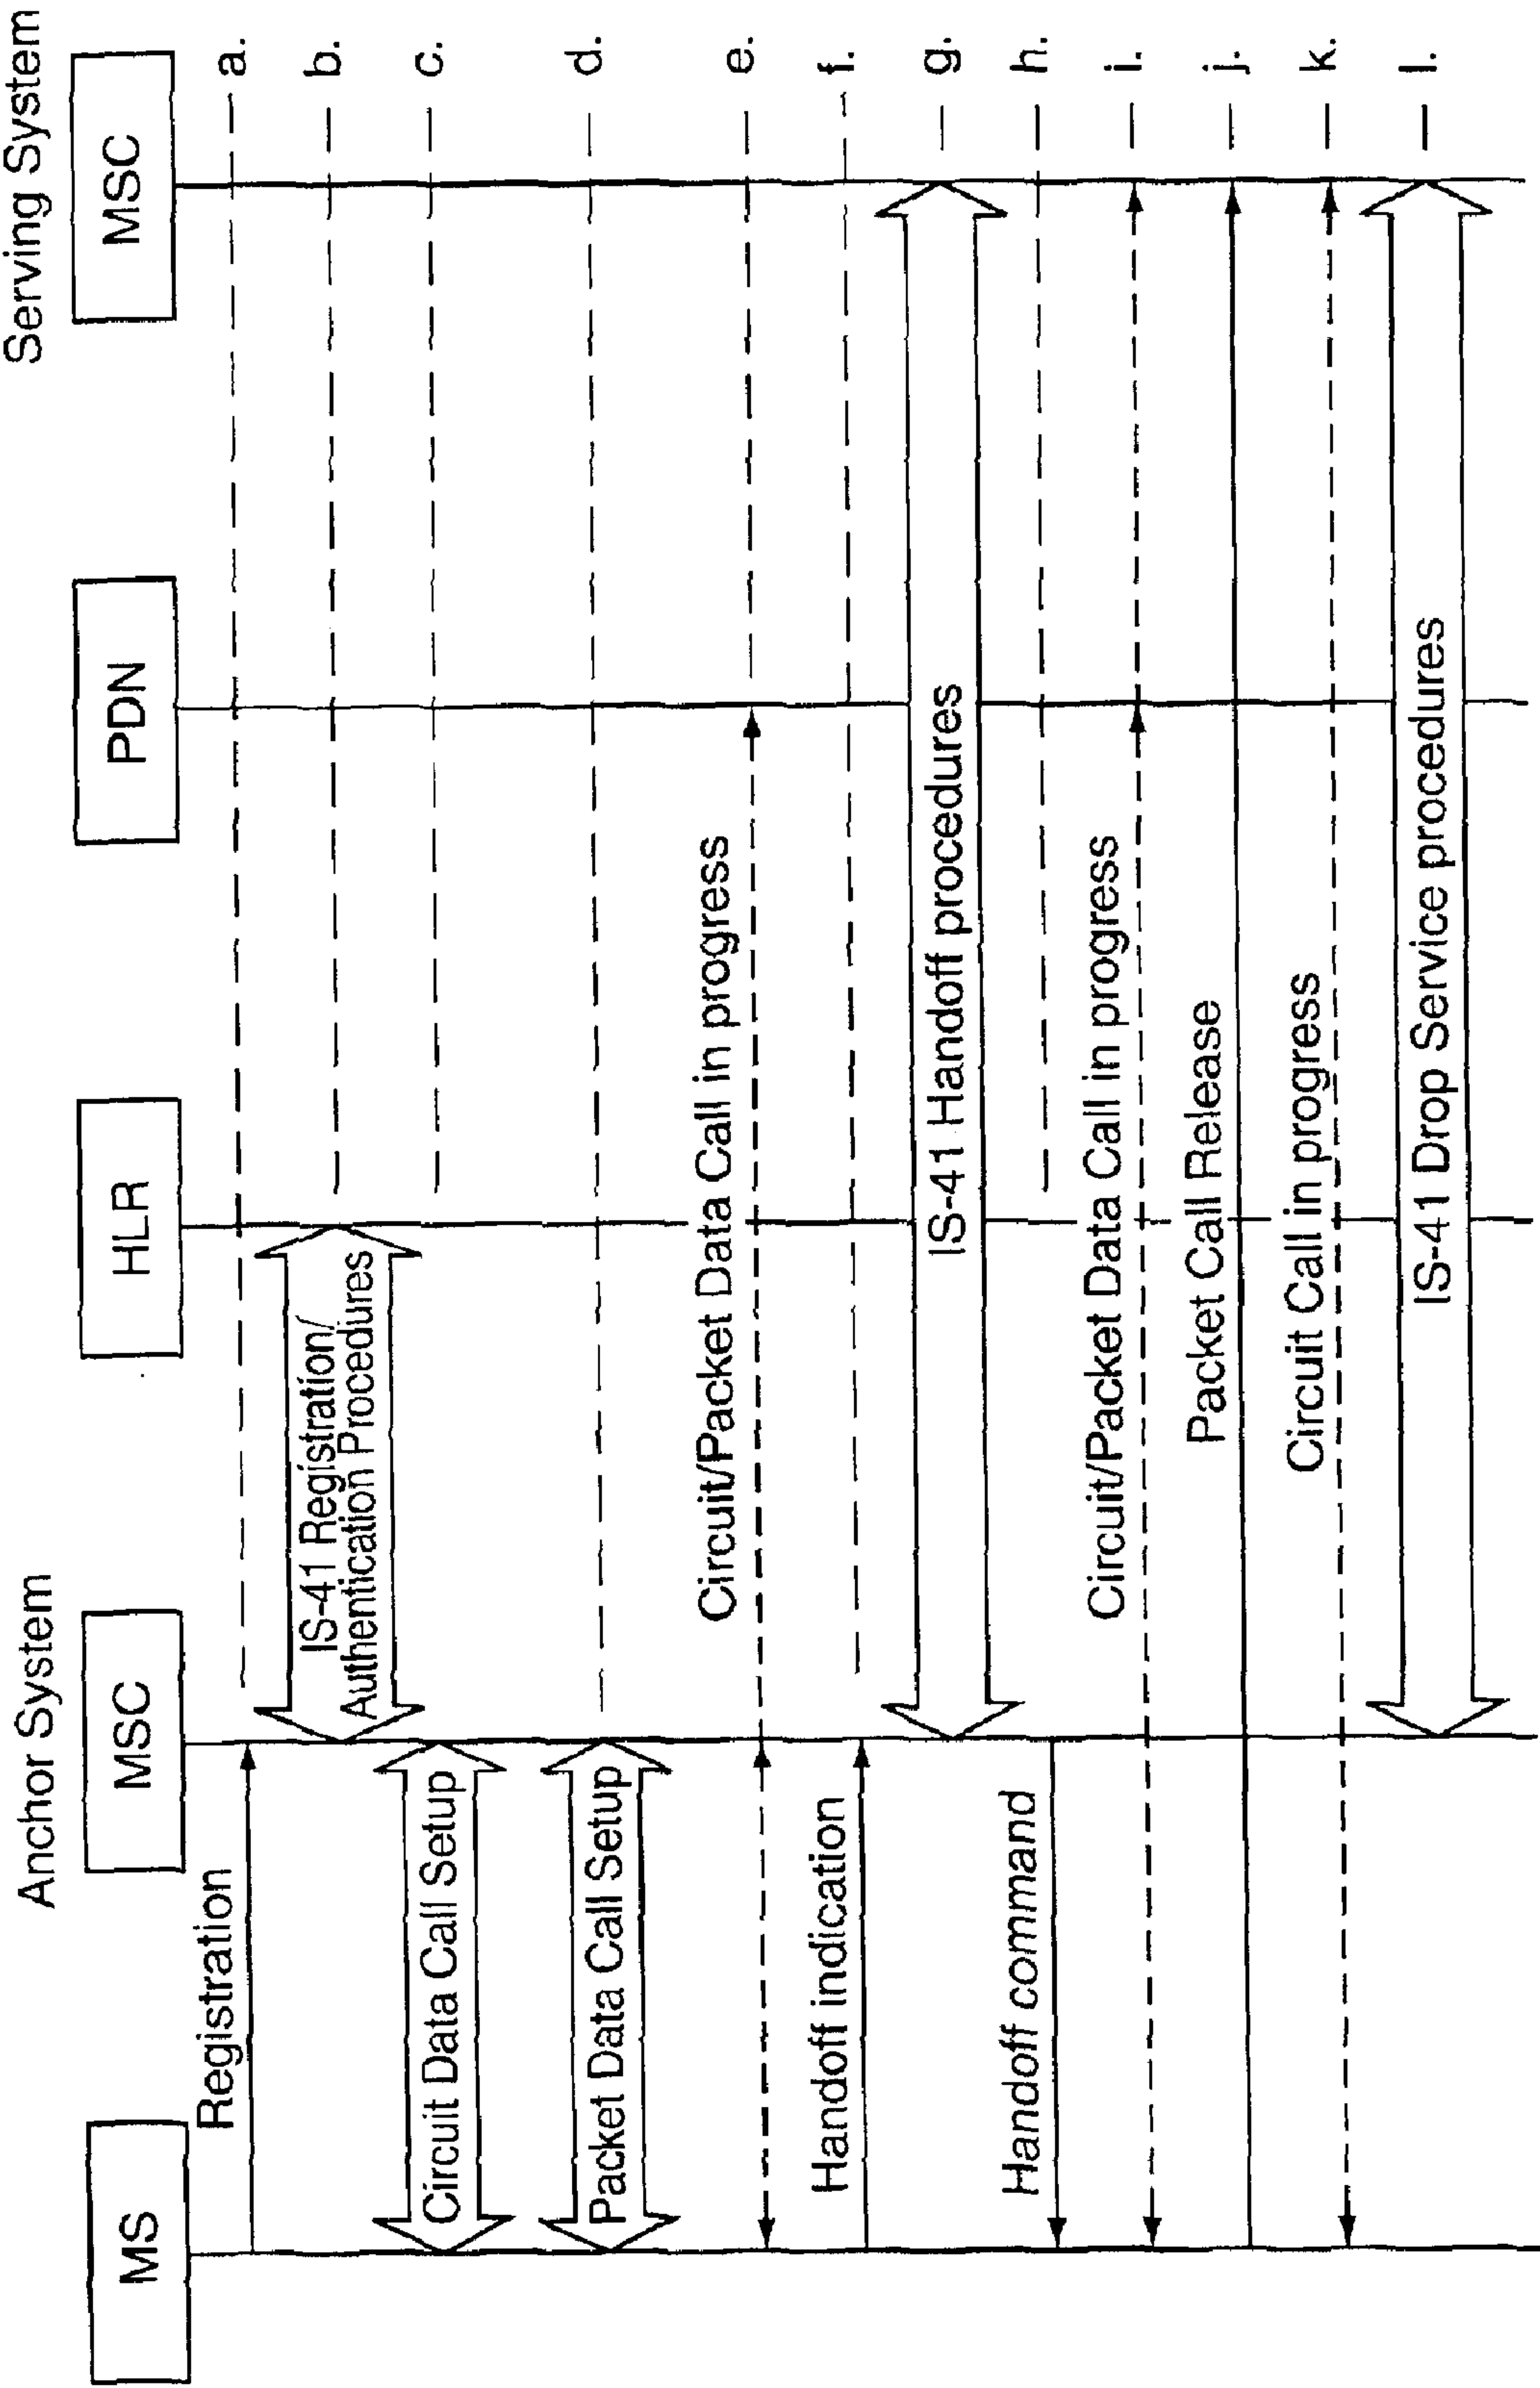 Anchor System
Serving System
MS
MSC
HLR
PDN
MSC
Registration
a.
IS-41 Registration/
Authentication Procedures
b.
Circuit Data Call Setup
c.
Packet Data Call Setup
d.
Circuit/Packet Data Call in progress
e.
Handoff indication
f.
IS-41 Handoff procedures
g.
Handoff command
h.
Circuit/Packet Data Call in progress
i.
Packet Call Release
j.
Circuit Call in progress
k.
IS-41 Drop Service procedures
l.